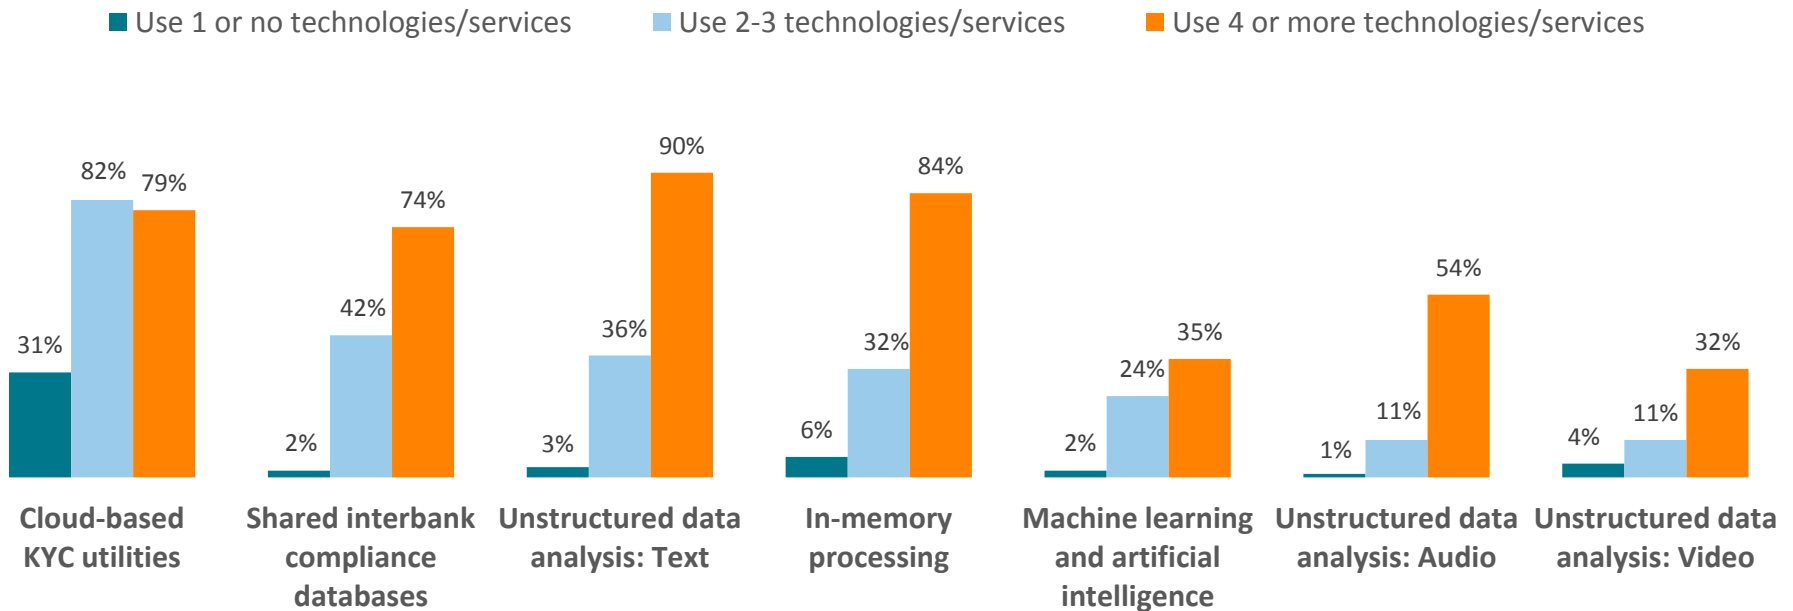 Use 1 or no technologies/services
Use 2-3 technologies/services
Use 4 or more technologies/services
31%
82%
79%
2%
42%
74%
3%
36%
90%
6%
32%
84%
2%
24%
35%
1%
11%
54%
4%
11%
32%
Cloud-based
KYC utilities
Shared interbank
compliance
databases
Unstructured data
analysis: Text
In-memory
processing
Machine learning
and artificial
intelligence
Unstructured data
analysis: Audio
Unstructured data
analysis: Video